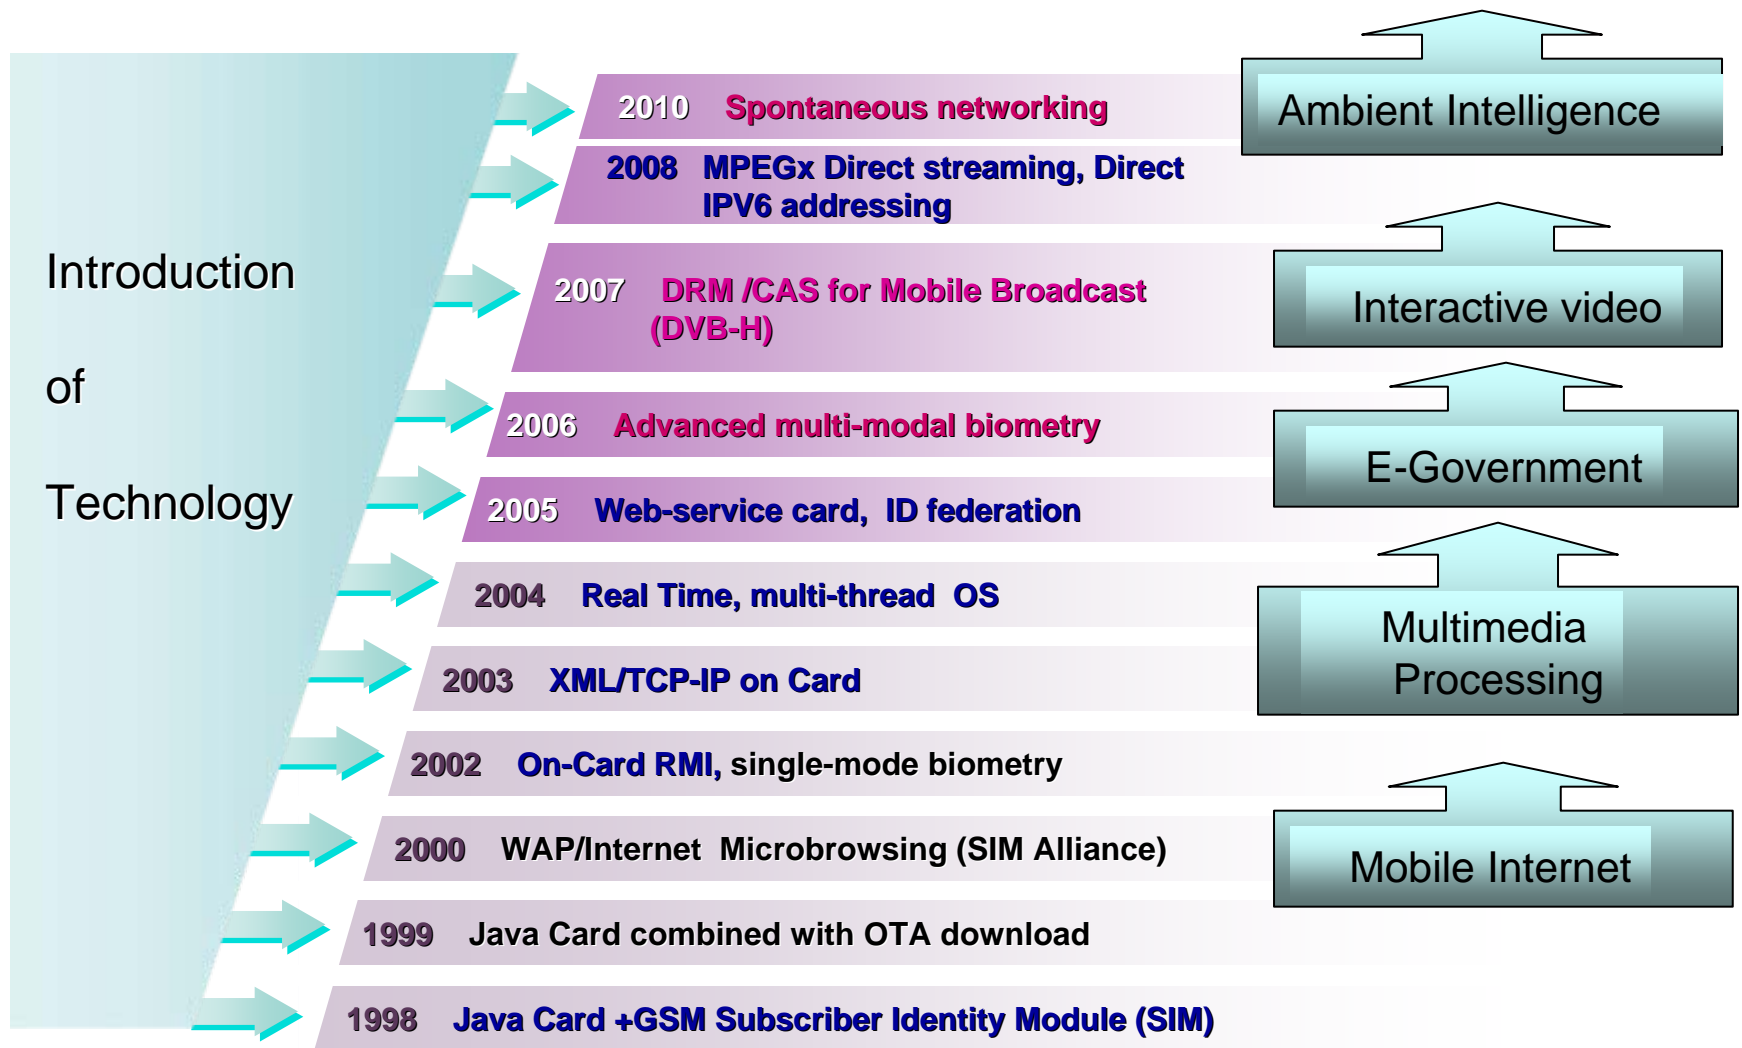 Introduction
of
Technology
2010 Spontaneous networking
2008 MPEGx Direct streaming, Direct
IPV6 addressing
2007 DRM /CAS for Mobile Broadcast
(DVB-H)
2006 Advanced multi-modal biometry
2005 Web-service card, ID federation
2004 Real Time, multi-thread OS
2003 XML/TCP-IP on Card
2002 On-Card RMI, single-mode biometry
2000 WAP/Internet Microbrowsing (SIM Alliance)
1999 Java Card combined with OTA download
1998 Java Card +GSM Subscriber Identity Module (SIM)
Ambient Intelligence
Interactive video
E-Government
Multimedia
Processing
Mobile Internet